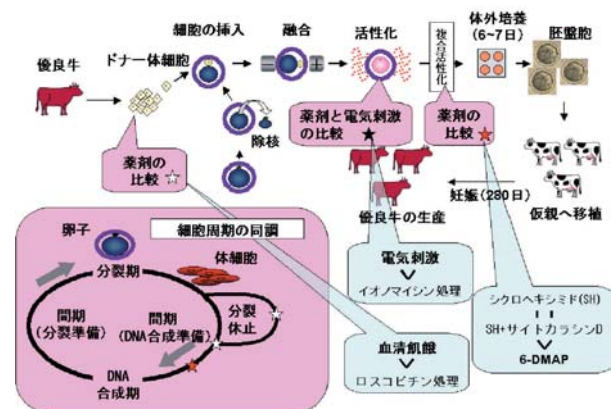 優良牛
ドナー体細胞
細胞の挿入
融合
活性化
複合活性化
体外培養
(6~7日)
胚盤胞
除核
薬剤の
比較☆
薬剤と電気刺激
の比較★
薬剤の
比較★
仮親へ移植
妊娠(280日)
優良牛の生産
細胞周期の同調
卵子
分裂期
体細胞
間期
(分裂準備)
間期
(DNA合成準備)
分裂
休止
DNA
合成期
電気刺激
∨
イオノマイシン処理
血清飢餓
∨
ロスコビチン処理
シクロヘキシミド(SH)
||
SH+サイトカラシンD
∨
6-DMAP